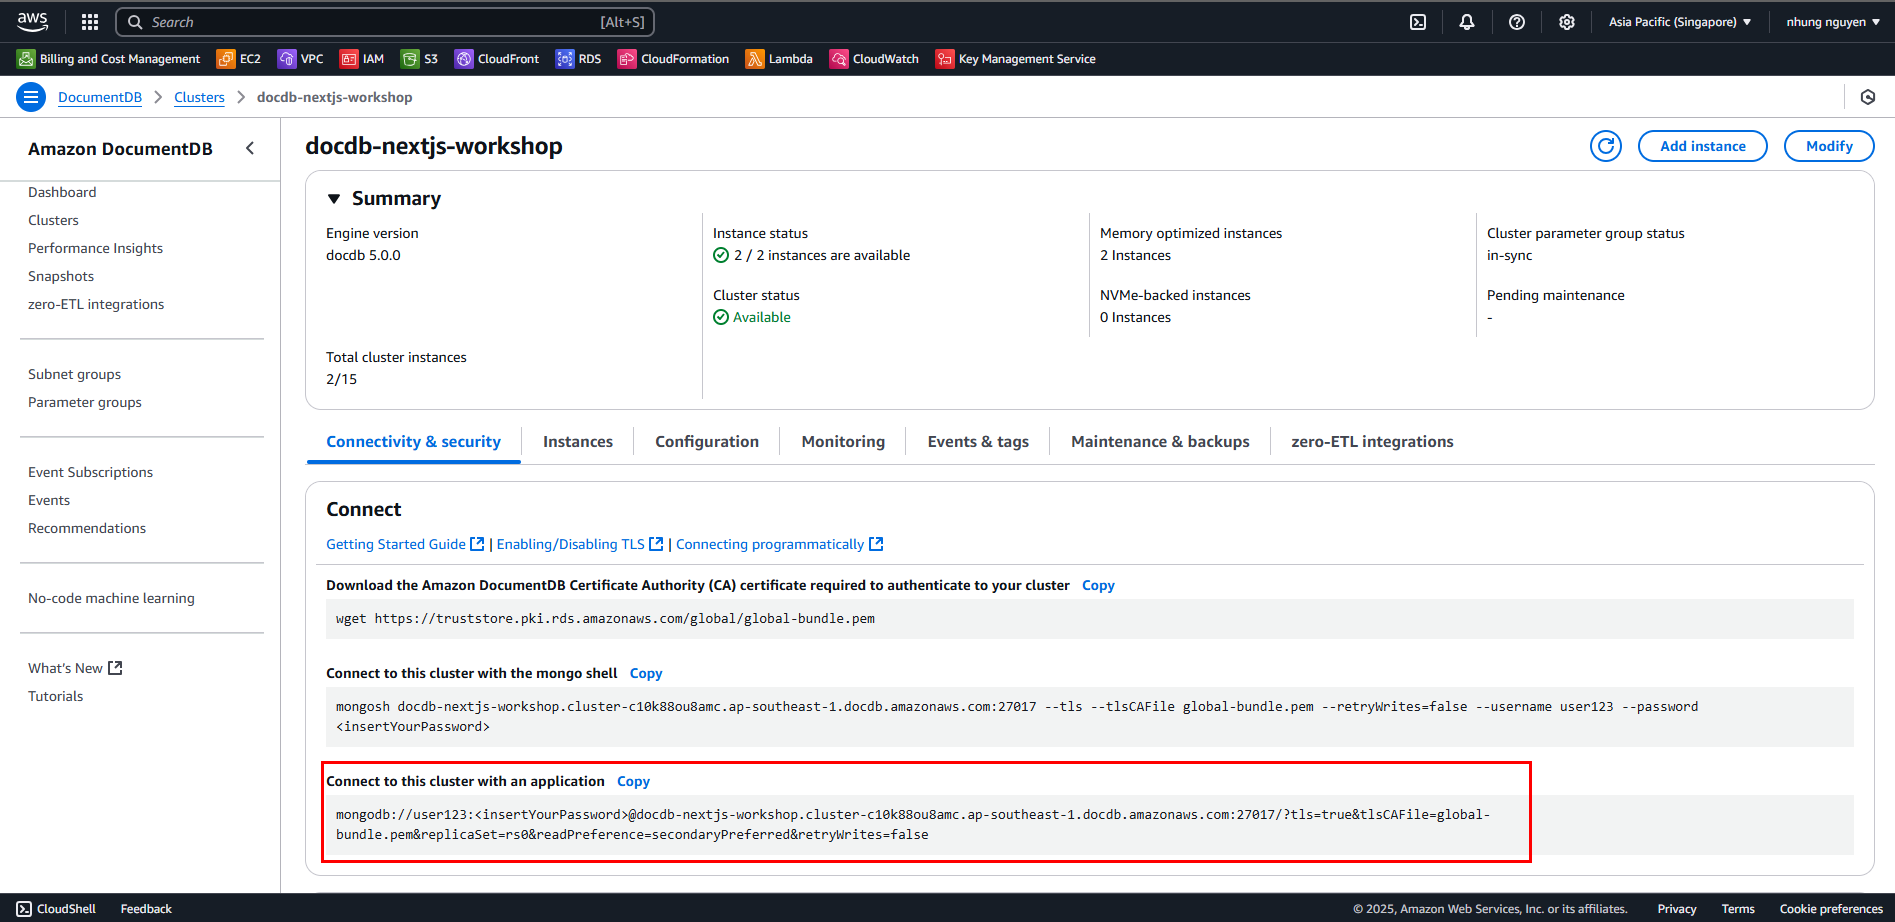 aws
Search [Alt+S]
Asia Pacific (Singapore) nhung nguyen
Billing and Cost Management EC2 VPC IAM S3 CloudFront RDS CloudFormation Lambda CloudWatch Key Management Service
DocumentDB Clusters docdb-nextjs-workshop
Amazon DocumentDB
Dashboard
Clusters
Performance Insights
Snapshots
zero-ETL integrations
Subnet groups
Parameter groups
Event Subscriptions
Events
Recommendations
No-code machine learning
What's New
Tutorials
docdb-nextjs-workshop
Add instance
Modify
Summary
Engine version
docdb 5.0.0
Total cluster instances
2/15
Instance status
2 / 2 instances are available
Cluster status
Available
Memory optimized instances
2 Instances
NVMe-backed instances
0 Instances
Cluster parameter group status
in-sync
Pending maintenance
-
Connectivity & security Instances Configuration Monitoring Events & tags Maintenance & backups zero-ETL integrations
Connect
Getting Started Guide | Enabling/Disabling TLS | Connecting programmatically
Download the Amazon DocumentDB Certificate Authority (CA) certificate required to authenticate to your cluster Copy
wget https://truststore.pki.rds.amazonaws.com/global/global-bundle.pem
Connect to this cluster with the mongo shell Copy
mongosh docdb-nextjs-workshop.cluster-c10k88ou8amc.ap-southeast-1.docdb.amazonaws.com:27017 --tls --tlsCAFile global-bundle.pem --retryWrites=false --username user123 --password
<insertYourPassword>
Connect to this cluster with an application Copy
mongodb://user123:<insertYourPassword>@docdb-nextjs-workshop.cluster-c10k88ou8amc.ap-southeast-1.docdb.amazonaws.com:27017/?tls=true&tlsCAFile=global-
bundle.pem&replicaSet=rs0&readPreference=secondaryPreferred&retryWrites=false
CloudShell Feedback
© 2025, Amazon Web Services, Inc. or its affiliates. Privacy Terms Cookie preferences